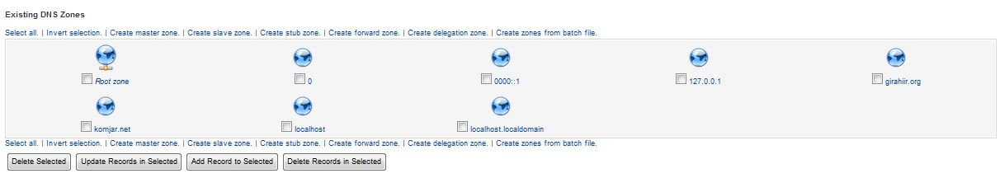 Existing DNS Zones
Select all. | Invert selection. | Create master zone. | Create slave zone. | Create stub zone. | Create forward zone. | Create delegation zone. | Create zones from batch file.
Root zone 0 0000::1 127.0.0.1 girahiir.org
komjar.net localhost localhost.localdomain
Select all. | Invert selection. | Create master zone. | Create slave zone. | Create stub zone. | Create forward zone. | Create delegation zone. | Create zones from batch file.
Delete Selected Update Records in Selected Add Record to Selected Delete Records in Selected